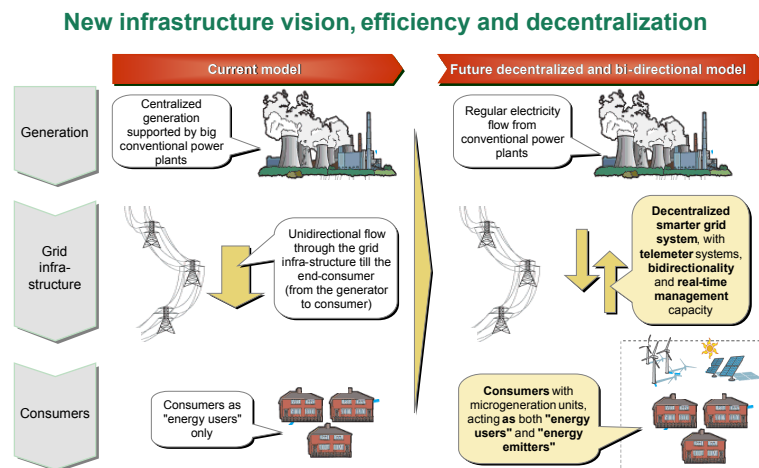 New infrastructure vision, efficiency and decentralization
Current model
Future decentralized and bi-directional model
Generation
Centralized
generation
supported by big
conventional power
plants
Regular electricity
flow from
conventional power
plants
Grid
infra-
structure
Unidirectional flow
through the grid
infra-structure till the
end-consumer
(from the generator
to consumer)
Decentralized
smarter grid
system, with
telemeter systems,
bidirectionality
and real-time
management
capacity
Consumers
Consumers as
"energy users"
only
Consumers with
microgeneration units,
acting as both "energy
users" and "energy
emitters"